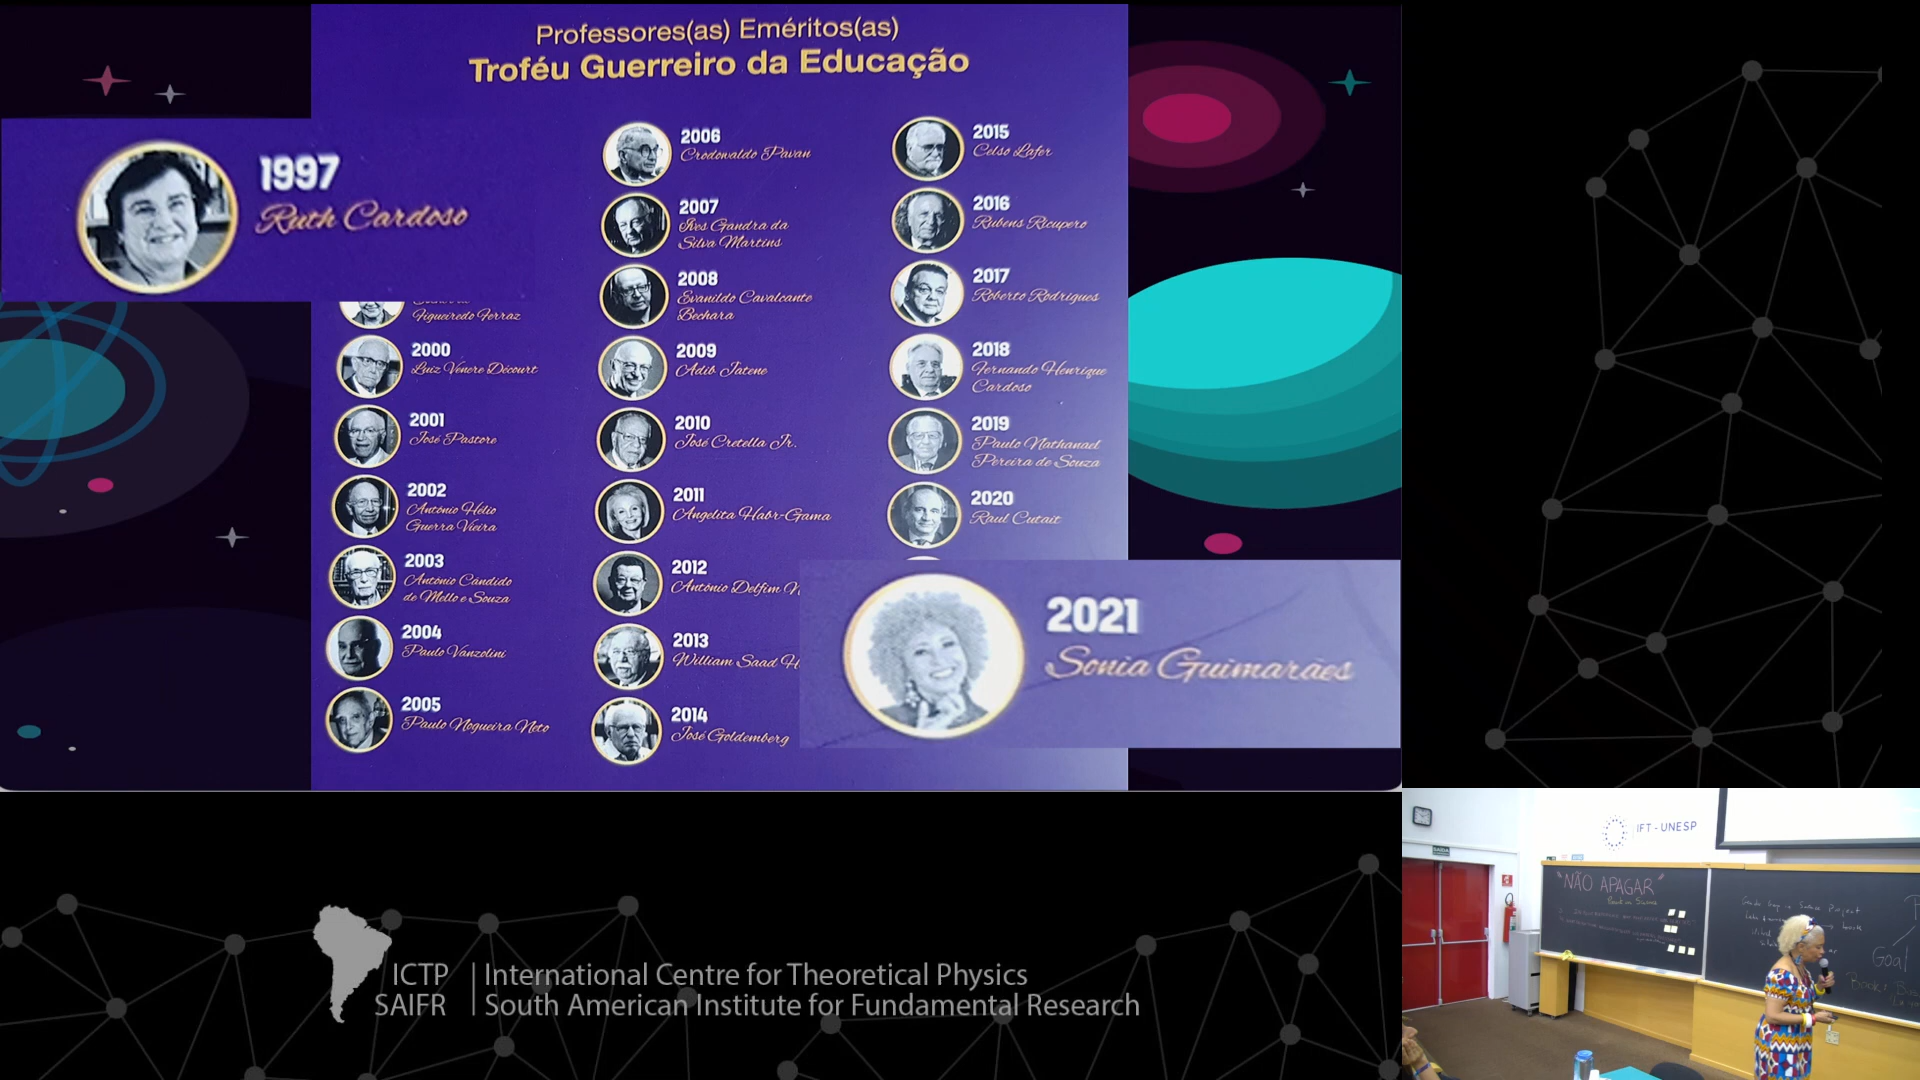 Professores(as) Eméritos(as)
Troféu Guerreiro da Educação
1997
Ruth Cardoso
Figueiredo Ferraz
2000
Luiz Venere Décourt
2001
José Pastore
2002
Antônio Hélio
Guerra Vieira
2003
Antonio Candido
de Mello e Souza
2004
Paulo Vanzolini
2005
Paulo Nogueira Neto
2006
Crodowaldo Pavan
2007
Ives Gandra da
Silva Martins
2008
Evanildo Cavalcante
Bechara
2009
Adib Jatene
2010
José Cretella Jr.
2011
Angelita Habr-Gama
2012
Antônio Delfim N
2013
William Saad H
2014
José Goldemberg
2015
Celso Lafer
2016
Rubens Ricupero
2017
Roberto Rodrigues
2018
Fernando Henrique
Cardoso
2019
Paulo Nathanael
Pereira de Souza
2020
Raul Cutait
2021
Sonia Guimarães
ICTP
SAIFR
International Centre for Theoretical Physics
South American Institute for Fundamental Research
IFT - UNESP
"NÃO APAGAR"
Goal